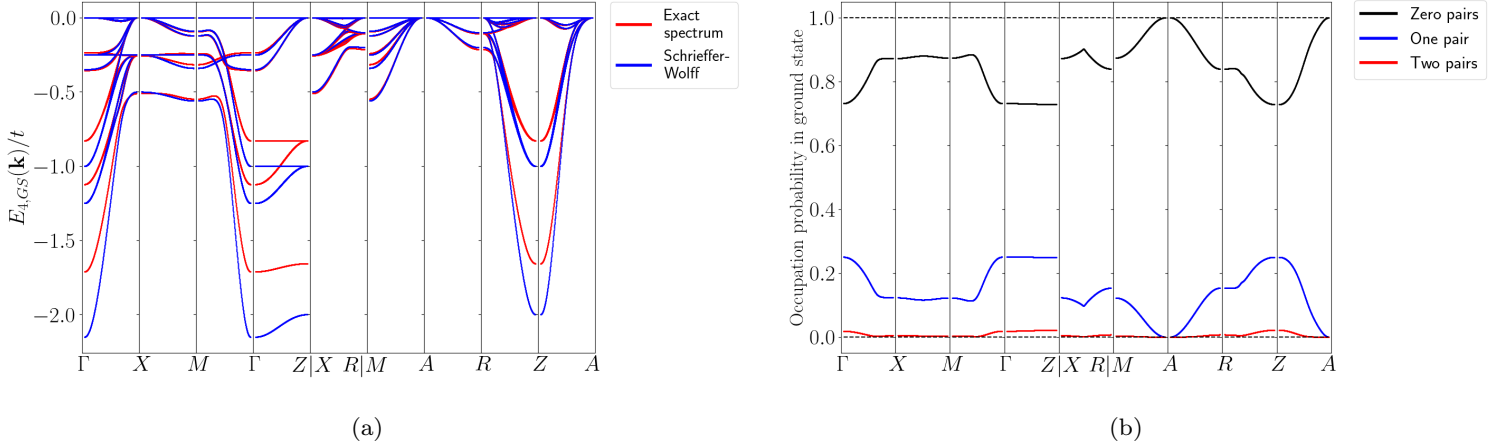 0.0
−0.5
−1.0
−1.5
−2.0
E4,GS(k)/t
Γ X M Γ Z|X R|M A R Z A
Exact
spectrum
Schrieffer-
Wolff
(a)
1.0
0.8
0.6
0.4
0.2
0.0
Occupation probability in ground state
Γ X M Γ Z|X R|M A R Z A
Zero pairs
One pair
Two pairs
(b)